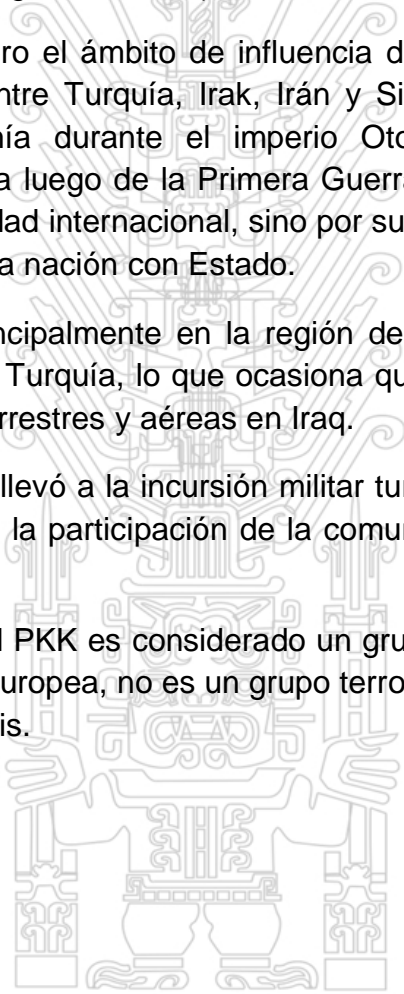 ro el ámbito de influencia d
ntre Turquía, Irak, Irán y Si
nía durante el imperio Oto
a luego de la Primera Guerra
dad internacional, sino por su
a nación con Estado.
ncipalmente en la región de
Turquía, lo que ocasiona qu
rrestres y aéreas en Iraq.
llevó a la incursión militar tur
la participación de la comur
l PKK es considerado un gru
uropea, no es un grupo terro
is.